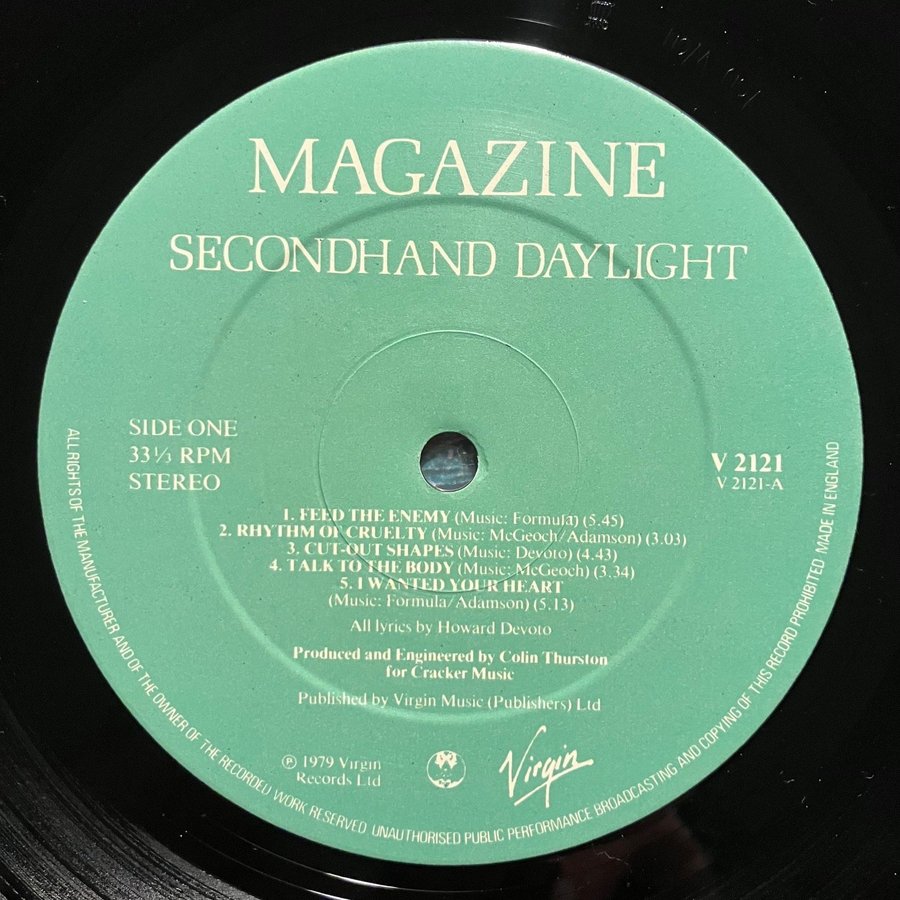 MAGAZINE
SECONDHAND DAYLIGHT
SIDE ONE
33⅓ RPM
STEREO
V 2121
V 2121-A
1. FEED THE ENEMY (Music: Formula) (5.45)
2. RHYTHM OF CRUELTY (Music: McGeoch/Adamson) (3.03)
3. CUT-OUT SHAPES (Music: Devoto) (4.43)
4. TALK TO THE BODY (Music: McGeoch) (3.34)
5. I WANTED YOUR HEART
(Music: Formula/Adamson) (5.13)
All lyrics by Howard Devoto
Produced and Engineered by Colin Thurston
for Cracker Music
Published by Virgin Music (Publishers) Ltd
℗ 1979 Virgin
Records Ltd
Virgin
ALL RIGHTS OF THE MANUFACTURER AND OF THE OWNER OF THE RECORDED WORK RESERVED UNAUTHORISED PUBLIC PERFORMANCE BROADCASTING AND COPYING OF THIS RECORD PROHIBITED MADE IN ENGLAND